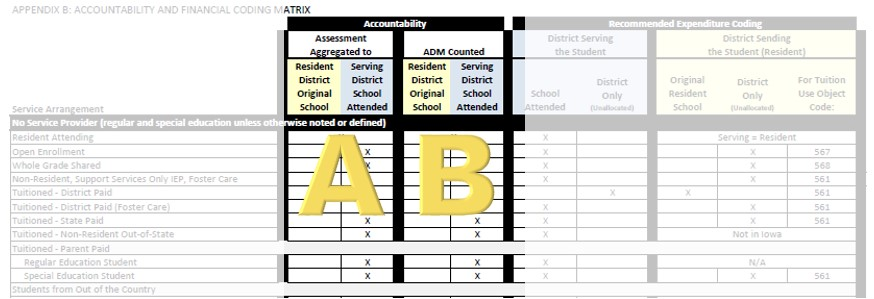 APPENDIX B: ACCOUNTABILITY AND FINANCIAL CODING MATRIX
Accountability Recommended Expenditure Coding
Assessment Aggregated to ADM Counted District Serving the Student District Sending the Student (Resident)
Service Arrangement Resident District Original School Serving District School Attended Resident District Original School Serving District School Attended School Attended District Only (Unallocated) Original Resident School District Only (Unallocated) For Tuition Use Object Code:
No Service Provider (regular and special education unless otherwise noted or defined)
Resident Attending X Serving = Resident
Open Enrollment X X X 567
Whole Grade Shared X X X 568
Non-Resident, Support Services Only IEP, Foster Care X X 561
Tuitioned - District Paid X X 561
Tuitioned - District Paid (Foster Care) X X 561
Tuitioned - State Paid X X X X 561
Tuitioned - Non-Resident Out-of-State X X X Not in Iowa
Tuitioned - Parent Paid
Regular Education Student X X X N/A
Special Education Student X X X X 561
Students from Out of the Country
A B